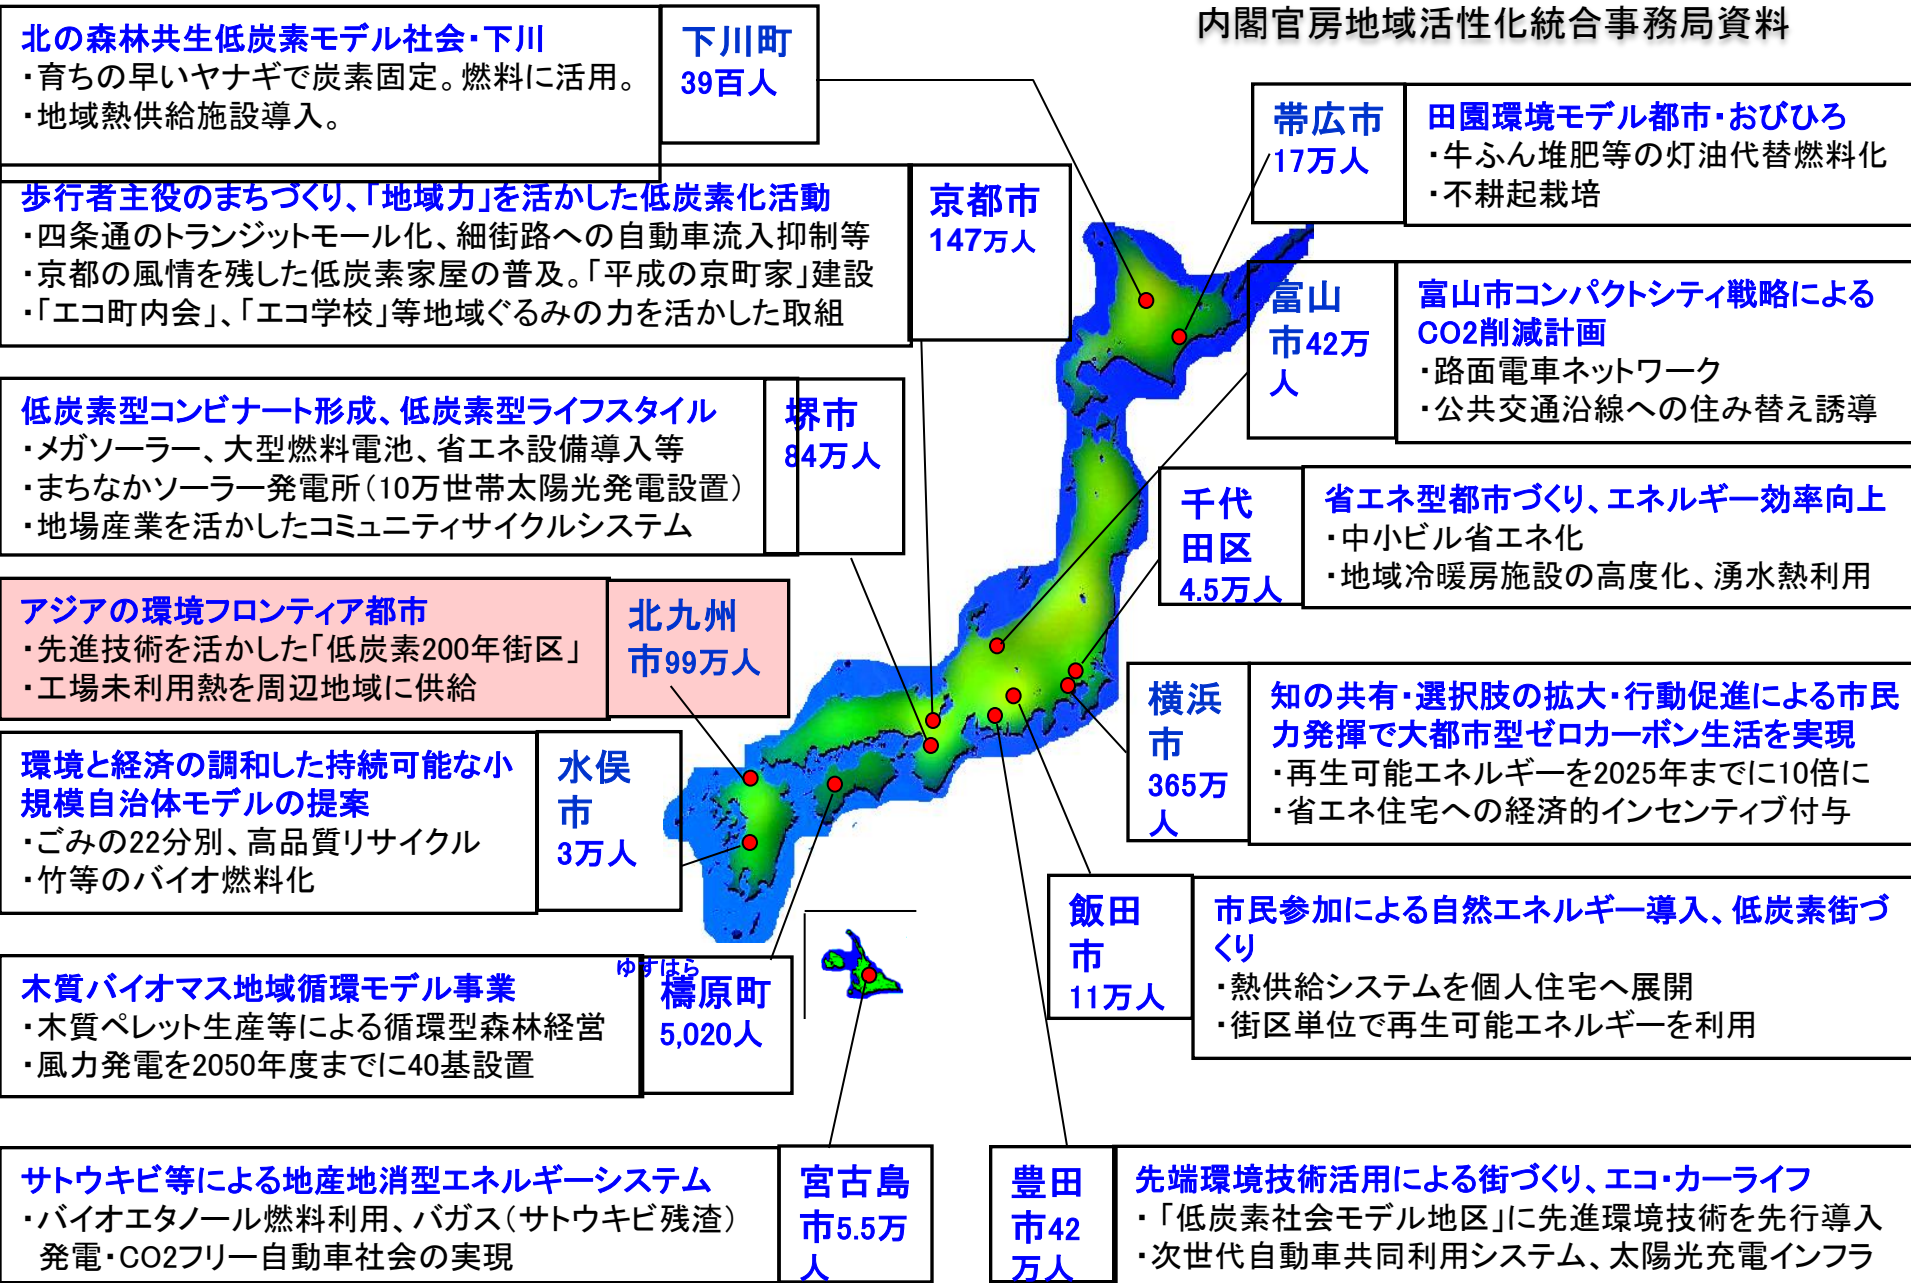 内閣官房地域活性化統合事務局資料
北の森林共生低炭素モデル社会・下川
・育ちの早いヤナギで炭素固定。燃料に活用。
・地域熱供給施設導入。
下川町
39百人
帯広市
17万人
田園環境モデル都市・おびひろ
・牛ふん堆肥等の灯油代替燃料化
・不耕起栽培
歩行者主役のまちづくり、「地域力」を活かした低炭素化活動
・四条通のトランジットモール化、細街路への自動車流入抑制等
・京都の風情を残した低炭素家屋の普及。「平成の京町家」建設
・「エコ町内会」、「エコ学校」等地域ぐるみの力を活かした取組
京都市
147万人
富山
市42万
人
富山市コンパクトシティ戦略による
CO2削減計画
・路面電車ネットワーク
・公共交通沿線への住み替え誘導
低炭素型コンビナート形成、低炭素型ライフスタイル
・メガソーラー、大型燃料電池、省エネ設備導入等
・まちなかソーラー発電所(10万世帯太陽光発電設置)
・地場産業を活かしたコミュニティサイクルシステム
堺市
84万人
千代
田区
4.5万人
省エネ型都市づくり、エネルギー効率向上
・中小ビル省エネ化
・地域冷暖房施設の高度化、湧水熱利用
アジアの環境フロンティア都市
・先進技術を活かした「低炭素200年街区」
・工場未利用熱を周辺地域に供給
北九州
市99万人
横浜
市
365万
人
知の共有・選択肢の拡大・行動促進による市民
力発揮で大都市型ゼロカーボン生活を実現
・再生可能エネルギーを2025年までに10倍に
・省エネ住宅への経済的インセンティブ付与
環境と経済の調和した持続可能な小
規模自治体モデルの提案
・ごみの22分別、高品質リサイクル
・竹等のバイオ燃料化
水俣
市
3万人
飯田
市
11万人
市民参加による自然エネルギー導入、低炭素街づ
くり
・熱供給システムを個人住宅へ展開
・街区単位で再生可能エネルギーを利用
木質バイオマス地域循環モデル事業
・木質ペレット生産等による循環型森林経営
・風力発電を2050年度までに40基設置
ゆすはら
檮原町
5,020人
サトウキビ等による地産地消型エネルギーシステム
・バイオエタノール燃料利用、バガス(サトウキビ残渣)
発電・CO2フリー自動車社会の実現
宮古島
市5.5万
人
豊田
市42
万人
先端環境技術活用による街づくり、エコ・カーライフ
・「低炭素社会モデル地区」に先進環境技術を先行導入
・次世代自動車共同利用システム、太陽光充電インフラ